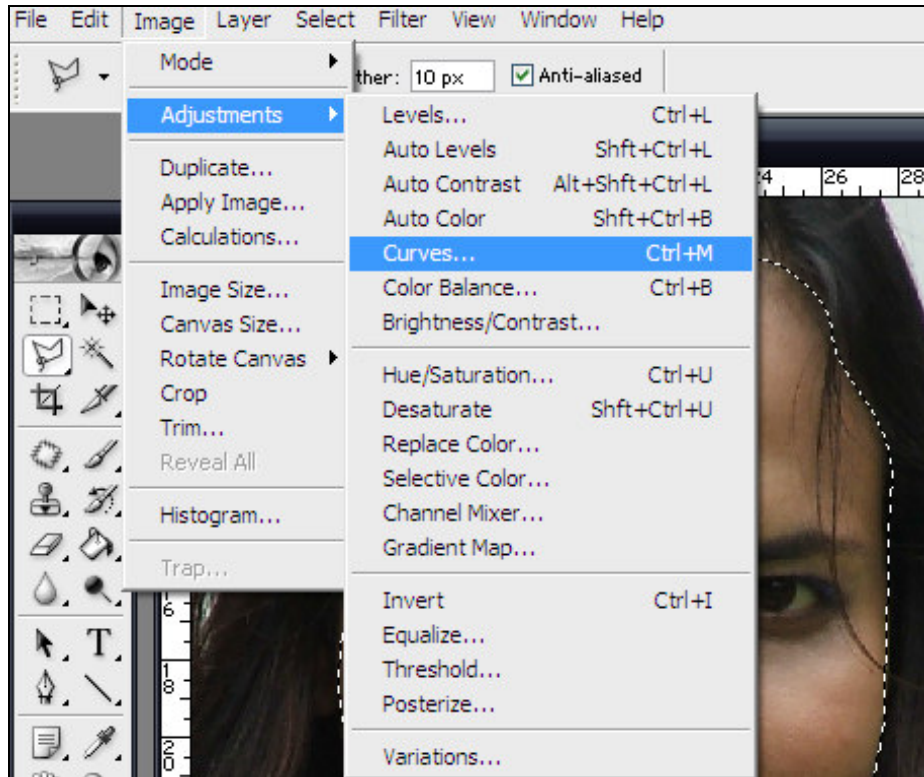 File Edit Image Layer Select Filter View Window Help
ther: 10 px Anti-aliased
Mode
Adjustments
Duplicate...
Apply Image...
Calculations...
Image Size...
Canvas Size...
Rotate Canvas
Crop
Trim...
Reveal All
Histogram...
Trap...
Levels... Ctrl+L
Auto Levels Shft+Ctrl+L
Auto Contrast Alt+Shft+Ctrl+L
Auto Color Shft+Ctrl+B
Curves... Ctrl+M
Color Balance... Ctrl+B
Brightness/Contrast...
Hue/Saturation... Ctrl+U
Desaturate Shft+Ctrl+U
Replace Color...
Selective Color...
Channel Mixer...
Gradient Map...
Invert Ctrl+I
Equalize...
Threshold...
Posterize...
Variations...
26 28
T
18
20